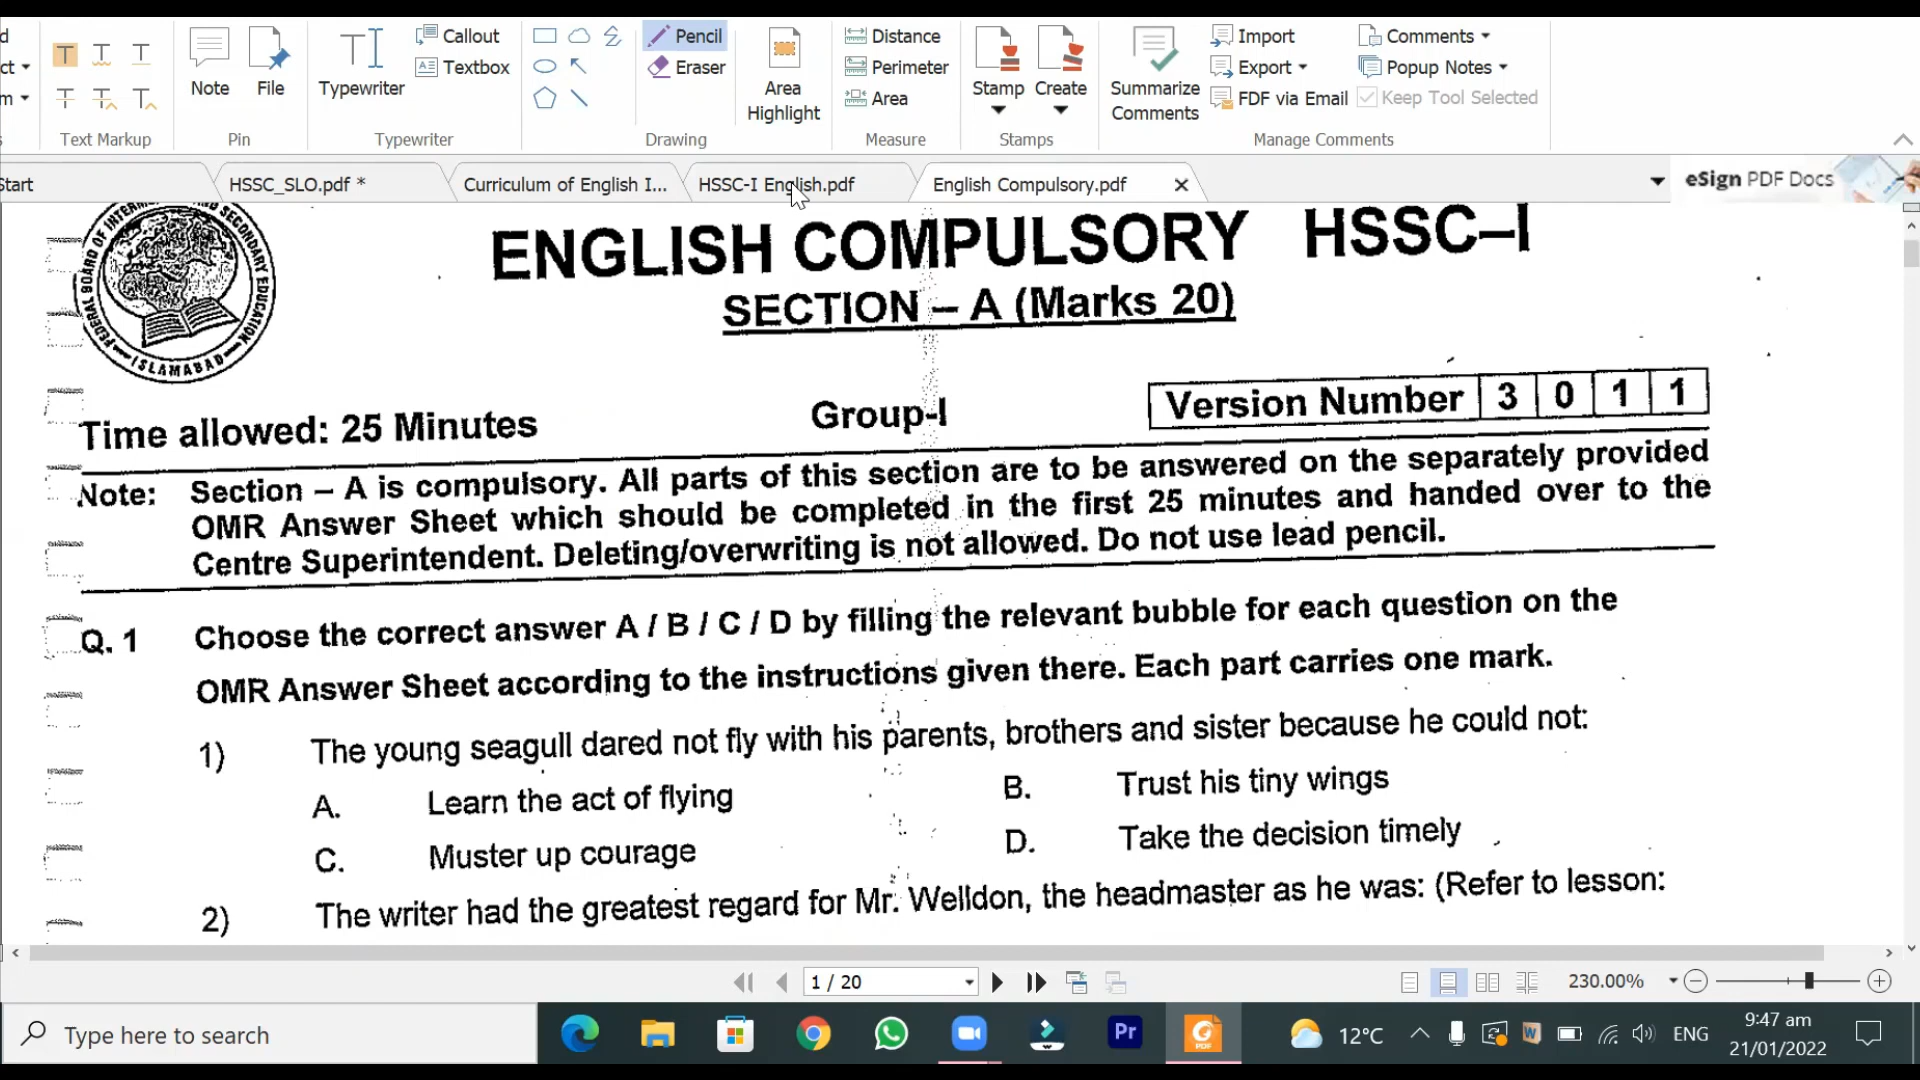 d
ct
m
T T T
T T T
Text Markup
Note
File
Pin
Typewriter
Callout
Textbox
Typewriter
Pencil
Eraser
Area
Highlight
Drawing
Distance
Perimeter
Area
Measure
Stamp
Create
Stamps
Summarize
Comments
Import
Export
FDF via Email
Comments
Popup Notes
Keep Tool Selected
Manage Comments
Start
HSSC_SLO.pdf *
Curriculum of English I...
HSSC-I English.pdf
English Compulsory.pdf
eSign PDF Docs
ENGLISH COMPULSORY HSSC–I
SECTION – A (Marks 20)
FEDERAL BOARD OF INTERMEDIATE AND SECONDARY EDUCATION
ISLAMABAD
Time allowed: 25 Minutes
Group-I
Version Number 3 0 1 1
Note: Section – A is compulsory. All parts of this section are to be answered on the separately provided
OMR Answer Sheet which should be completed in the first 25 minutes and handed over to the
Centre Superintendent. Deleting/overwriting is not allowed. Do not use lead pencil.
Q. 1 Choose the correct answer A / B / C / D by filling the relevant bubble for each question on the
OMR Answer Sheet according to the instructions given there. Each part carries one mark.
1) The young seagull dared not fly with his parents, brothers and sister because he could not:
A. Learn the act of flying
B. Trust his tiny wings
C. Muster up courage
D. Take the decision timely
2) The writer had the greatest regard for Mr. Welldon, the headmaster as he was: (Refer to lesson:
1 / 20
230.00%
Type here to search
Pr
PDF
12°C
W
ENG
9:47 am
21/01/2022